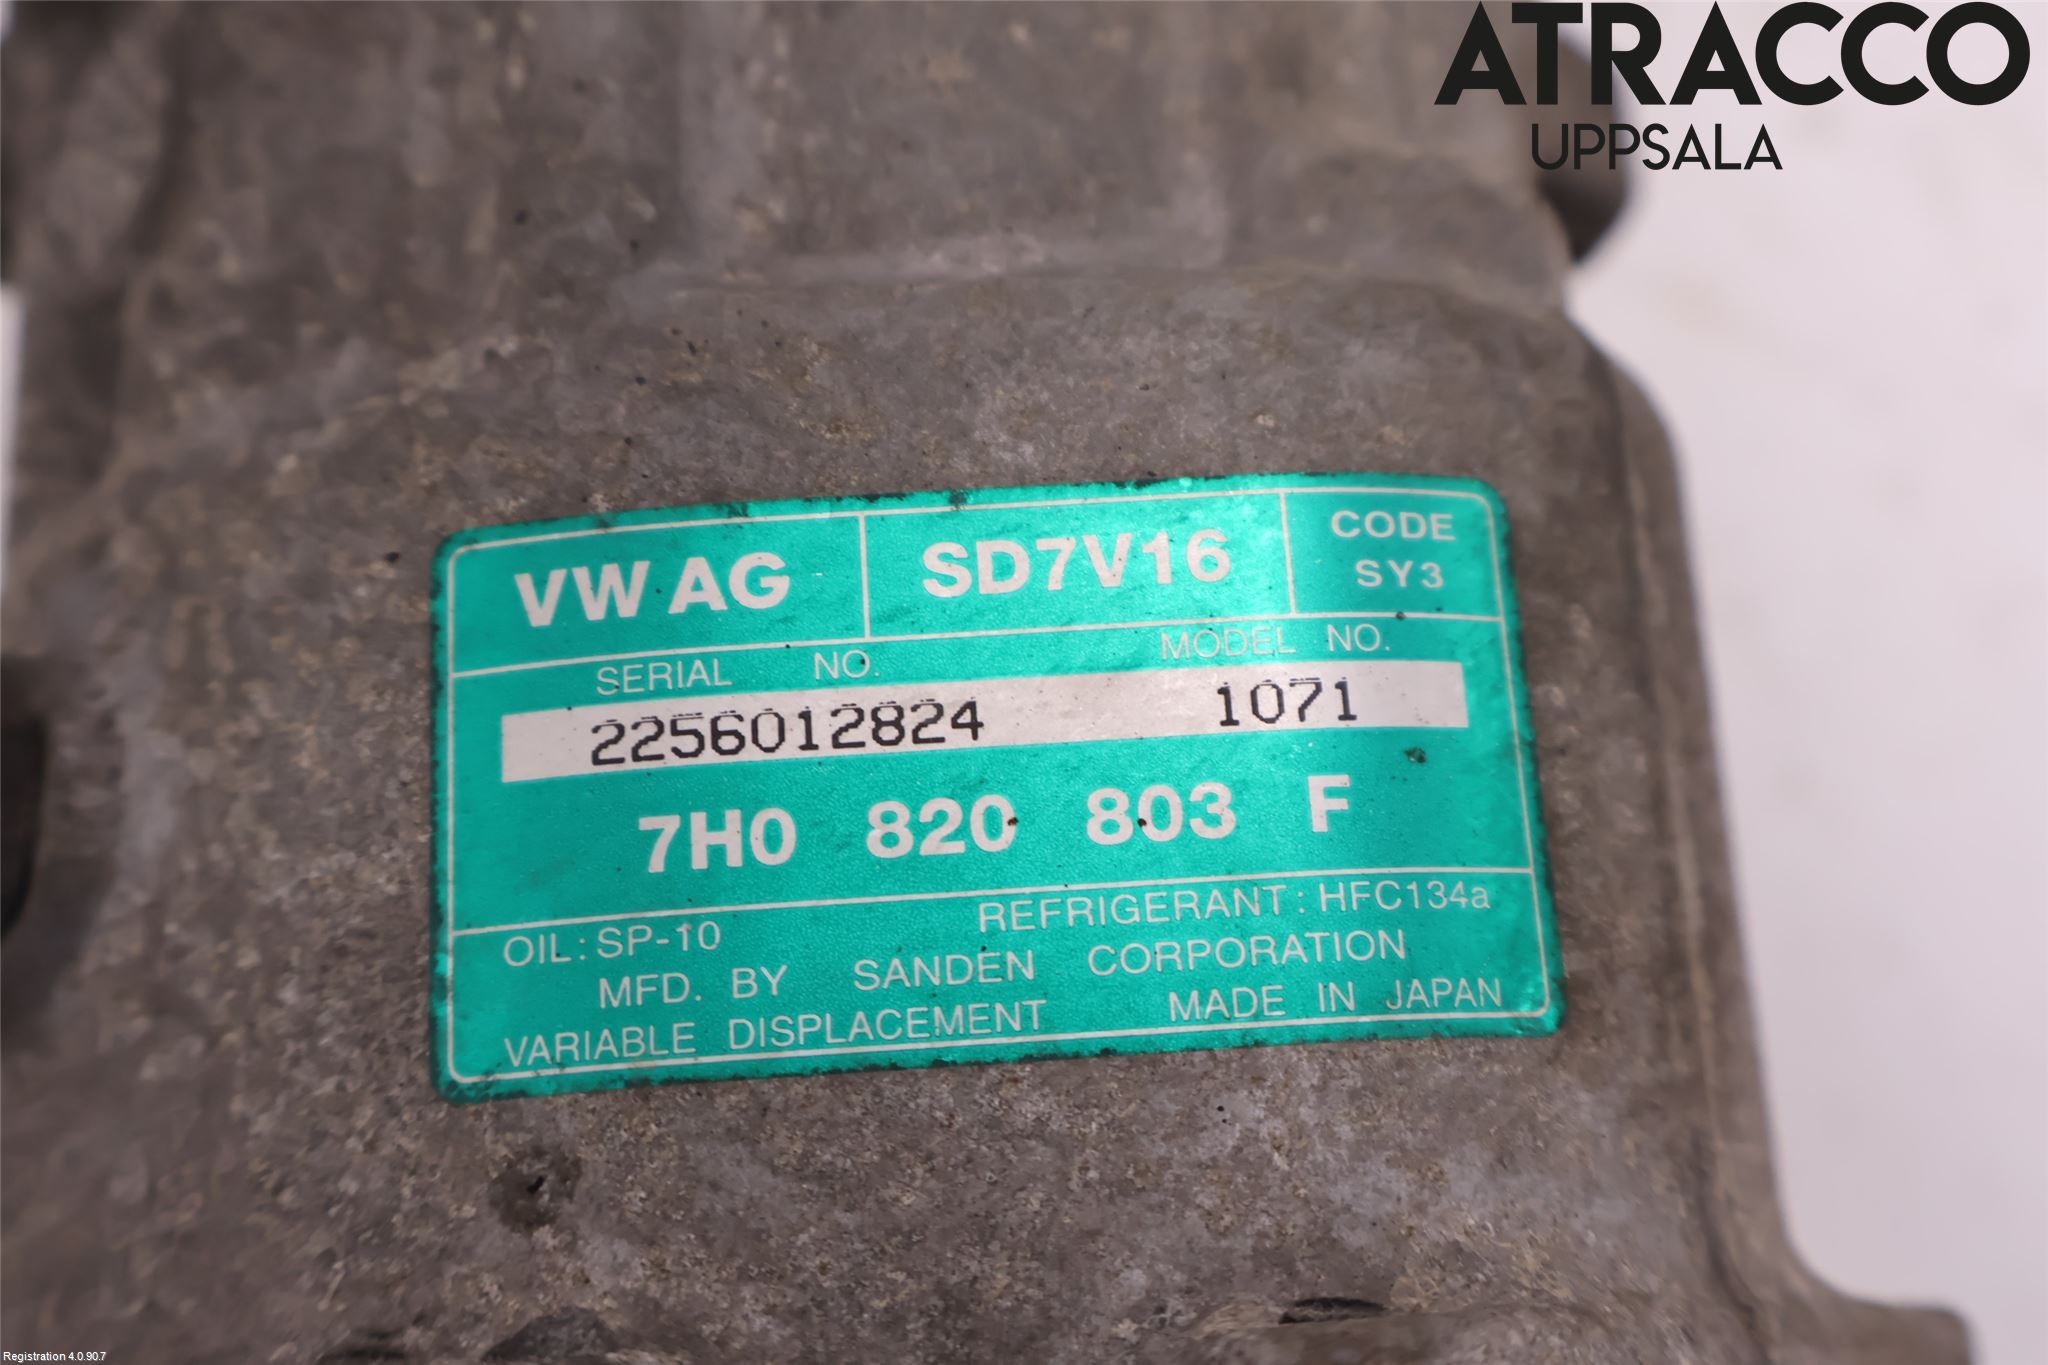 ATRACCO
UPPSALA
VW AG SD7V16 CODE SY3
SERIAL NO. MODEL NO.
2256012824 1071
7H0 820 803 F
OIL: SP-10 REFRIGERANT: HFC134a
MFD. BY SANDEN CORPORATION
VARIABLE DISPLACEMENT MADE IN JAPAN
Registration 4.0.90.7